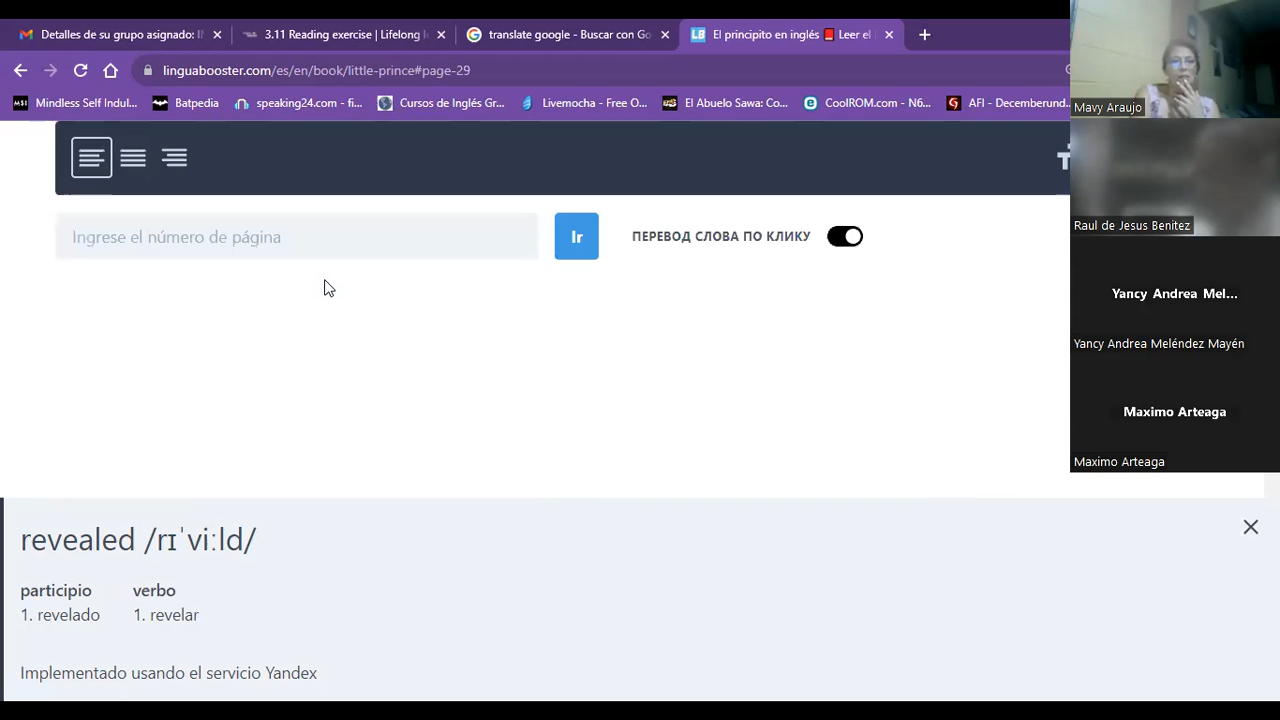 Detalles de su grupo asignado: II
3.11 Reading exercise | Lifelong l
translate google - Buscar con Go
LB El principito en inglés 📕 Leer el
linguabooster.com/es/en/book/little-prince#page-29
MSI Mindless Self Indul...
Batpedia
speaking24.com - fi...
Cursos de Inglés Gr...
Livemocha - Free O...
El Abuelo Sawa: Co...
CoolROM.com - N6...
AFI - Decemberund...
Mavy Araujo
Ingrese el número de página
Ir
ПЕРЕВОД СЛОВА ПО КЛИКУ
Raul de Jesus Benitez
Yancy Andrea Mel...
Yancy Andrea Meléndez Mayén
Maximo Arteaga
Maximo Arteaga
revealed /rɪˈviːld/
participio
verbo
1. revelado
1. revelar
Implementado usando el servicio Yandex